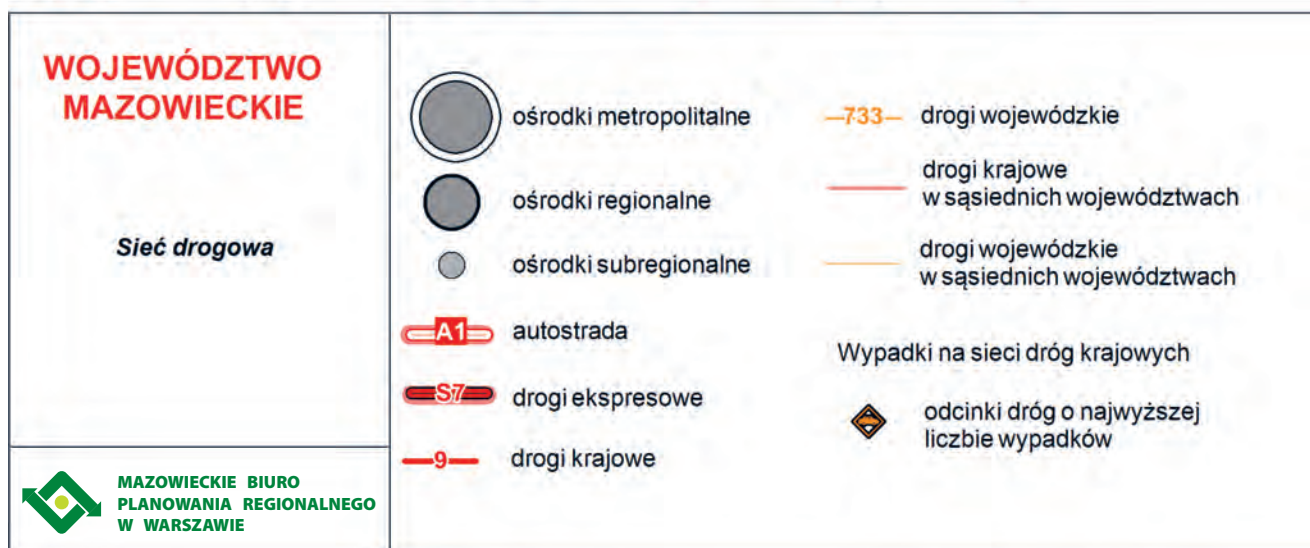 WOJEWÓDZTWO
MAZOWIECKIE
Sieć drogowa
MAZOWIECKIE BIURO
PLANOWANIA REGIONALNEGO
W WARSZAWIE
ośrodki metropolitalne
ośrodki regionalne
ośrodki subregionalne
A1 autostrada
S7 drogi ekspresowe
9 drogi krajowe
733 drogi wojewódzkie
drogi krajowe
w sąsiednich województwach
drogi wojewódzkie
w sąsiednich województwach
Wypadki na sieci dróg krajowych
odcinki dróg o najwyższej
liczbie wypadków